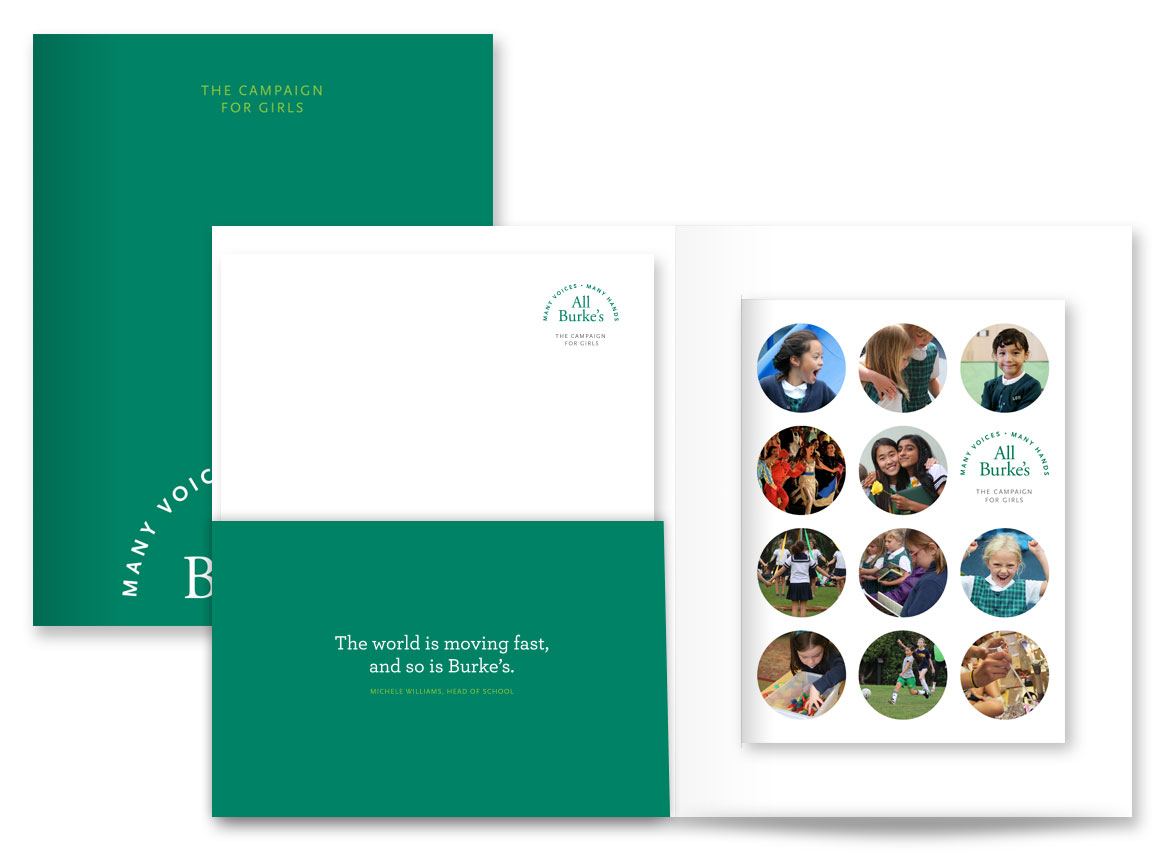 THE CAMPAIGN
FOR GIRLS
MANY VOIC
B
MANY VOICES • MANY HANDS
All
Burke's
THE CAMPAIGN
FOR GIRLS
The world is moving fast,
and so is Burke's.
MICHELE WILLIAMS, HEAD OF SCHOOL
MANY VOICES • MANY HANDS
All
Burke's
THE CAMPAIGN
FOR GIRLS